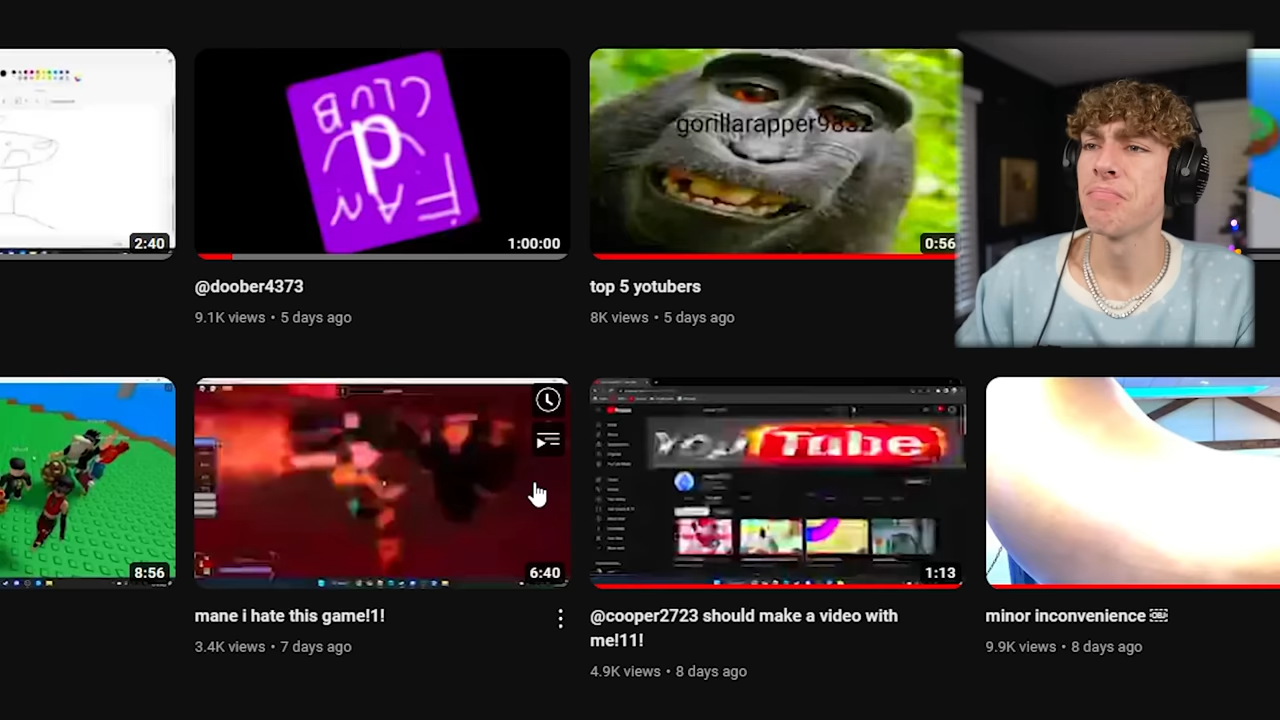 CLUB
d
FAN
gorillarapper9832
2:40
1:00:00
0:56
@doober4373
top 5 yotubers
9.1K views • 5 days ago
8K views • 5 days ago
You Tube
8:56
6:40
1:13
mane i hate this game!1!
@cooper2723 should make a video with
me!11!
minor inconvenience ￼
3.4K views • 7 days ago
4.9K views • 8 days ago
9.9K views • 8 days ago